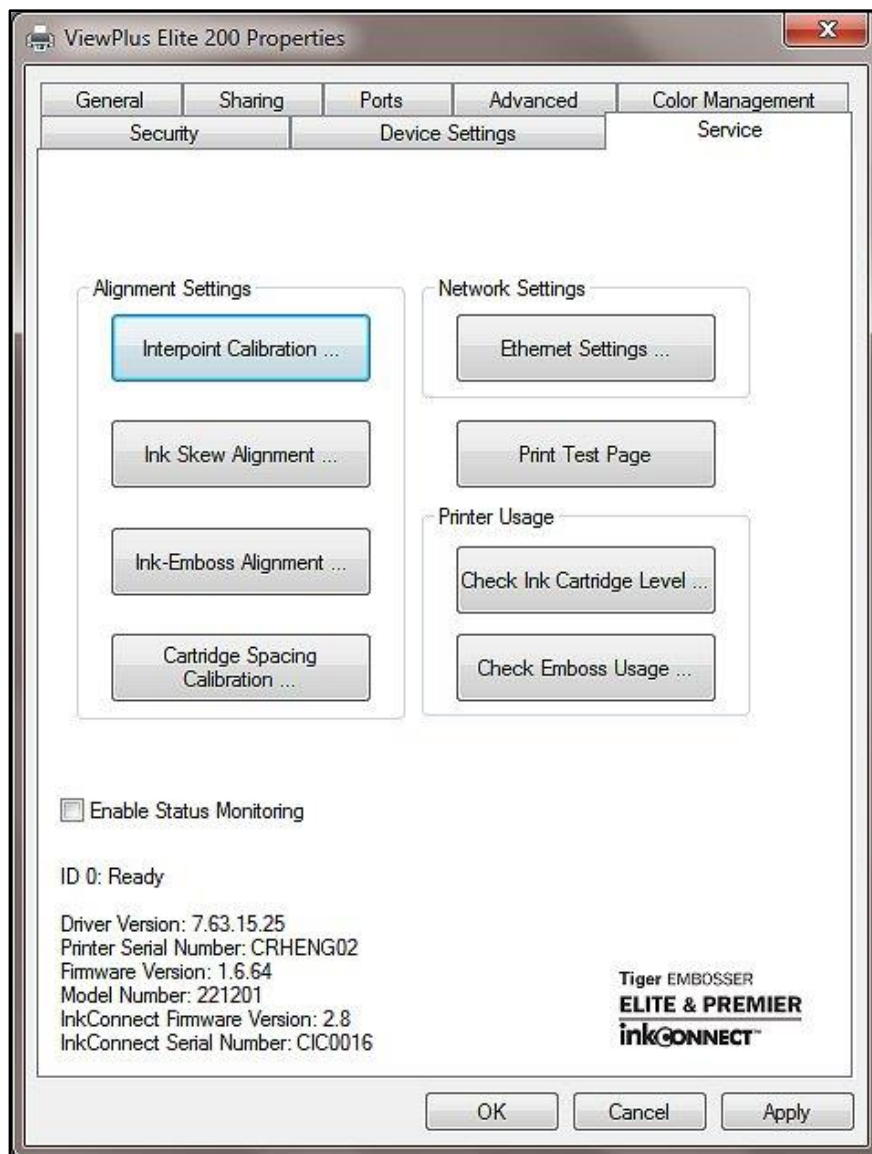 ViewPlus Elite 200 Properties
X
General Sharing Ports Advanced Color Management
Security Device Settings Service
Alignment Settings
Interpoint Calibration ...
Ink Skew Alignment ...
Ink-Emboss Alignment ...
Cartridge Spacing
Calibration ...
Network Settings
Ethernet Settings ...
Print Test Page
Printer Usage
Check Ink Cartridge Level ...
Check Emboss Usage ...
Enable Status Monitoring
ID 0: Ready
Driver Version: 7.63.15.25
Printer Serial Number: CRHENG02
Firmware Version: 1.6.64
Model Number: 221201
InkConnect Firmware Version: 2.8
InkConnect Serial Number: CIC0016
Tiger EMBOSSER
ELITE & PREMIER
inkCONNECT™
OK Cancel Apply